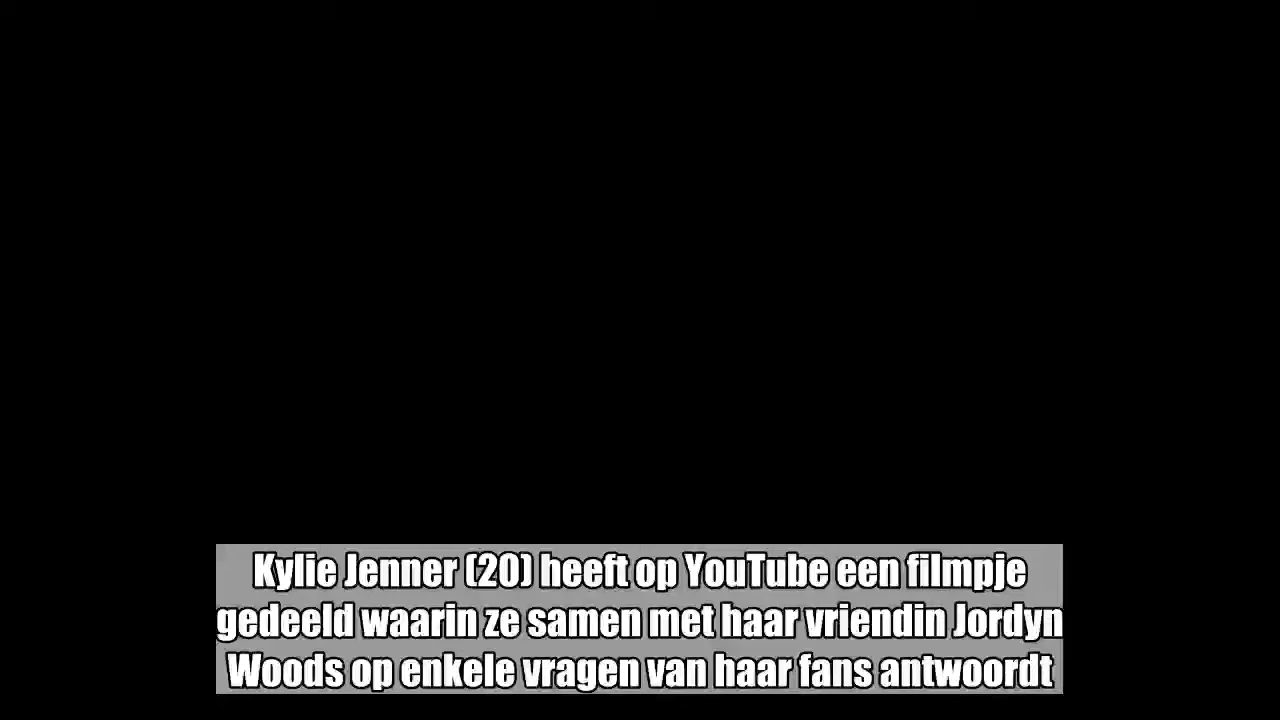 Kylie Jenner (20) heeft op YouTube een filmpje
gedeeld waarin ze samen met haar vriendin Jordyn
Woods op enkele vragen van haar fans antwoordt